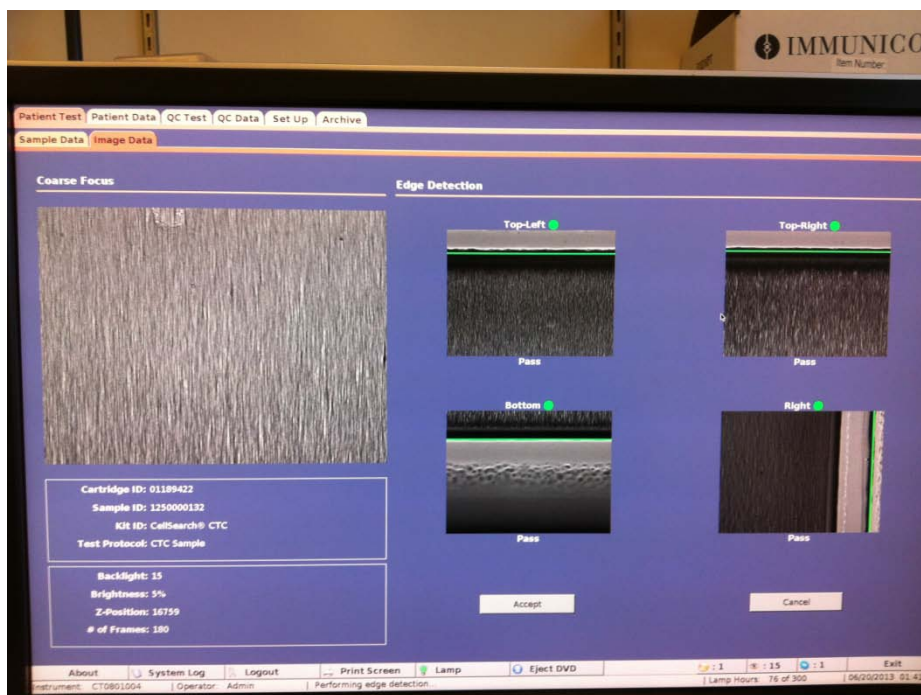 IMMUNICO
Item Number
Patient Test Patient Data QC Test QC Data Set Up Archive
Sample Data Image Data
Coarse Focus
Edge Detection
Top-Left
Top-Right
Pass
Pass
Bottom
Right
Pass
Pass
Cartridge ID: 01189422
Sample ID: 1250000132
Kit ID: CellSearch® CTC
Test Protocol: CTC Sample
Backlight: 15
Brightness: 5%
Z-Position: 16759
# of Frames: 180
Accept
Cancel
About System Log Logout Print Screen Lamp Eject DVD : 1 : 15 : 1 Exit
Instrument: CT0801004 Operator: Admin Performing edge detection... Lamp Hours: 76 of 300 06/20/2013